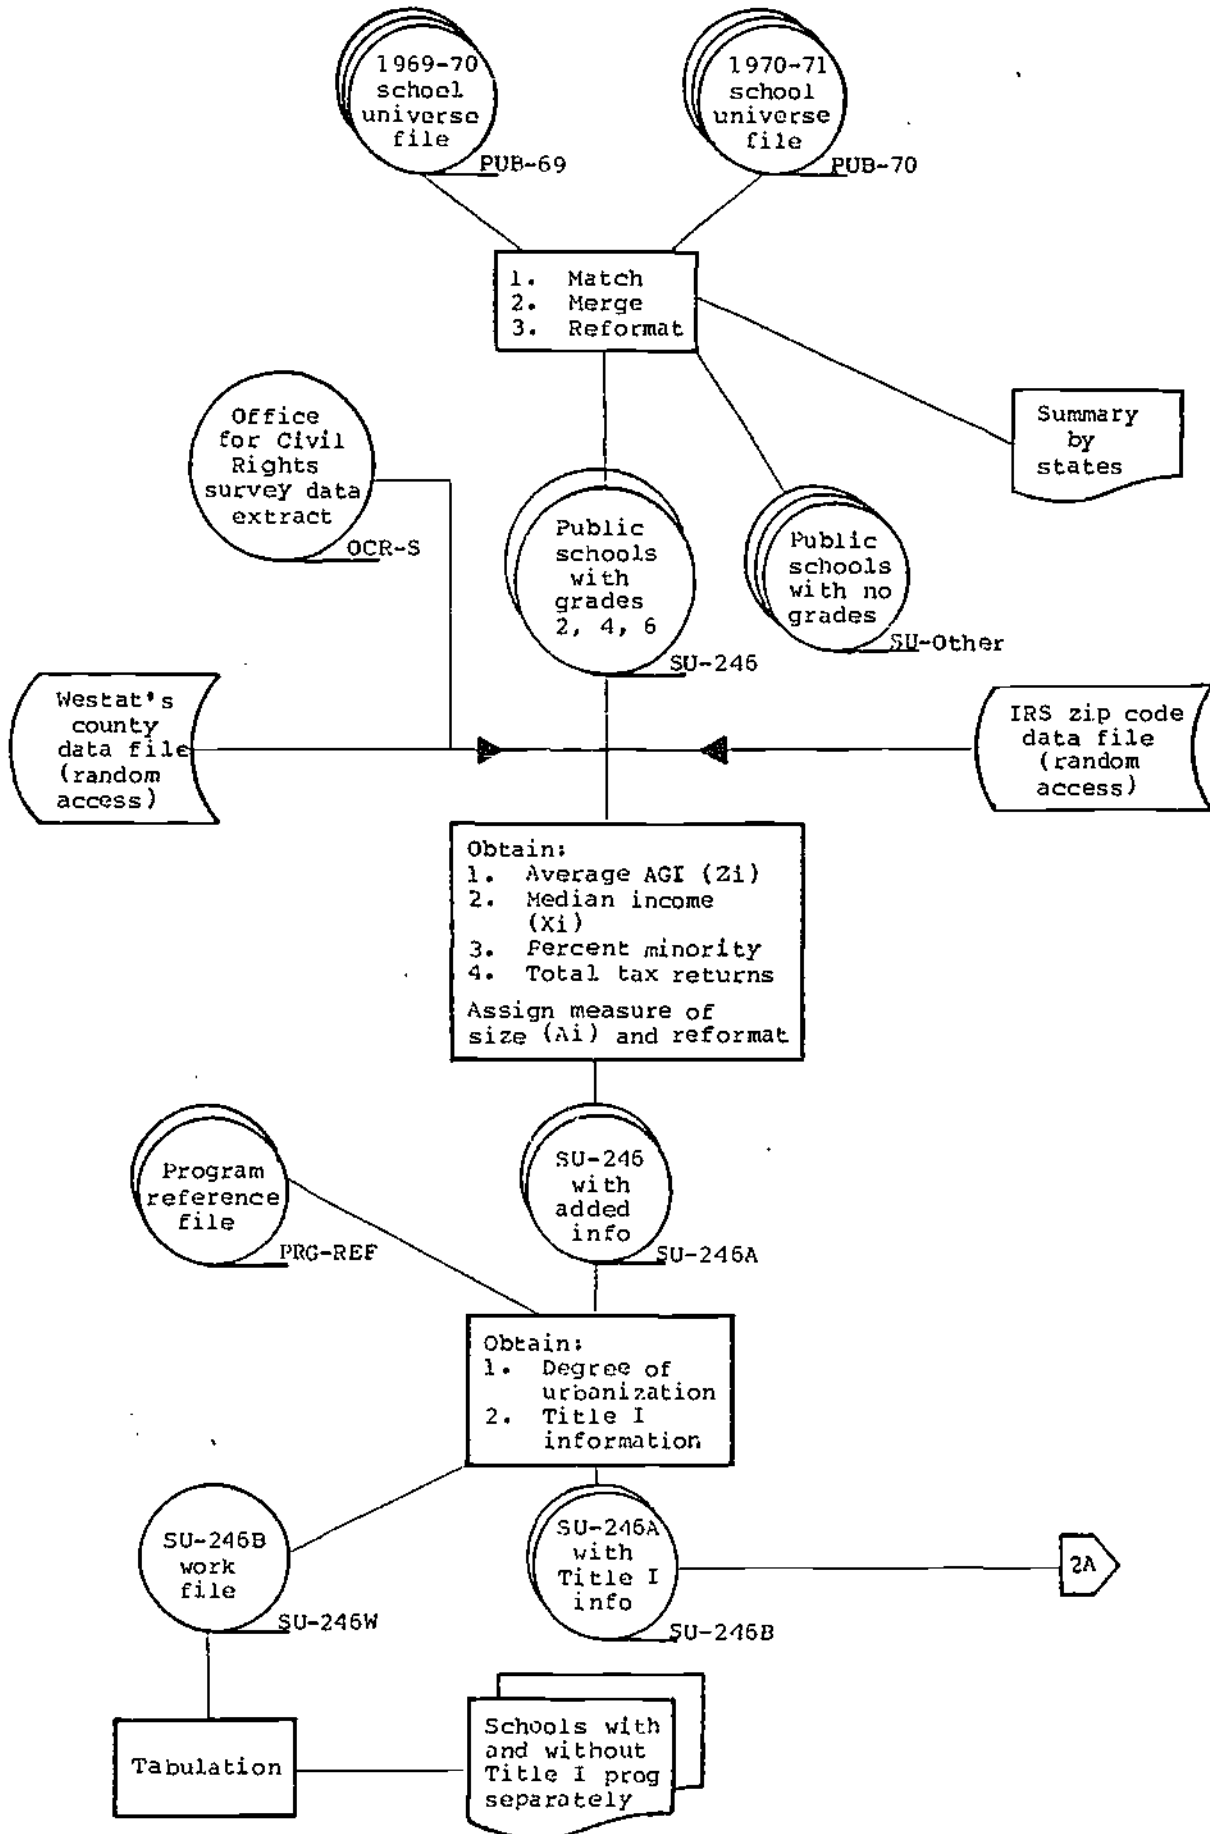 1969-70
school
universe
file
PUB-69
1970-71
school
universe
file
PUB-70
1. Match
2. Merge
3. Reformat
Office
for Civil
Rights
survey data
extract
OCR-S
Summary
by
states
Public
schools
with
grades
2, 4, 6
SU-246
Public
schools
with no
grades
SU-Other
Westat's
county
data file
(random
access)
IRS zip code
data file
(random
access)
Obtain:
1. Average AGI (Zi)
2. Median income
(Xi)
3. Percent minority
4. Total tax returns
Assign measure of
size (Ai) and reformat
Program
reference
file
PRG-REF
SU-246
with
added
info
SU-246A
Obtain:
1. Degree of
urbanization
2. Title I
information
SU-246B
work
file
SU-246W
SU-246A
with
Title I
info
SU-246B
2A
Tabulation
Schools with
and without
Title I prog
separately